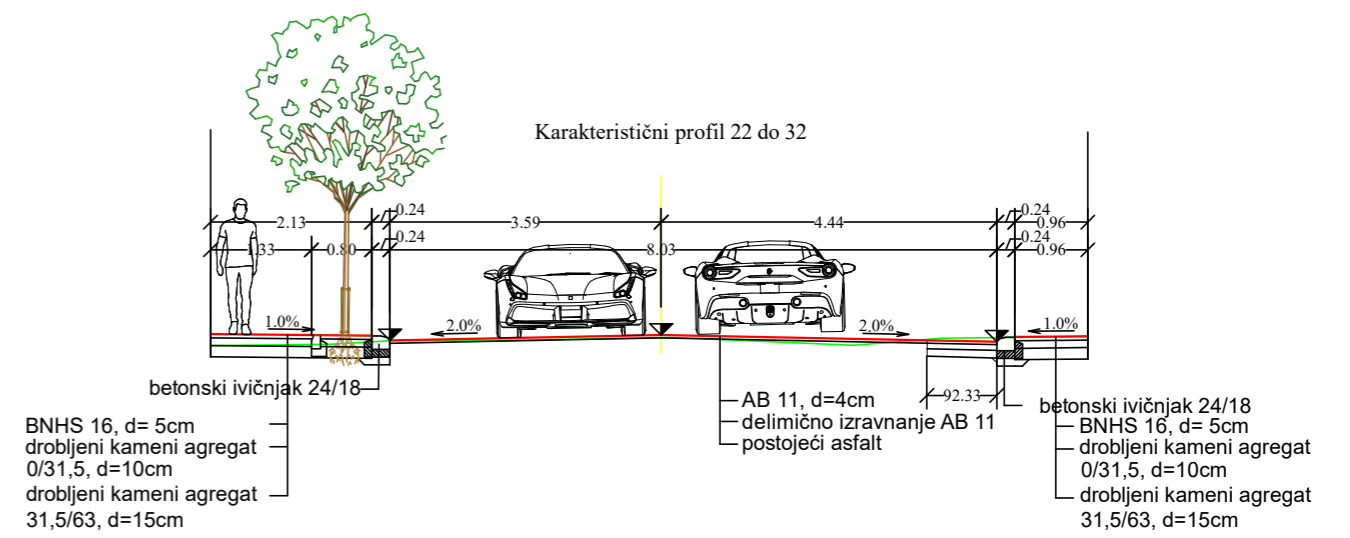 Karakteristični profil 22 do 32
2.13
0.24
3.59
4.44
0.24
0.96
0.80
0.24
8.03
0.24
0.96
1.0%
2.0%
2.0%
1.0%
betonski ivičnjak 24/18
BNHS 16, d= 5cm
drobljeni kameni agregat
0/31,5, d=10cm
drobljeni kameni agregat
31,5/63, d=15cm
AB 11, d=4cm
delimično izravnanje AB 11
postojeći asfalt
92.33
betonski ivičnjak 24/18
BNHS 16, d= 5cm
drobljeni kameni agregat
0/31,5, d=10cm
drobljeni kameni agregat
31,5/63, d=15cm